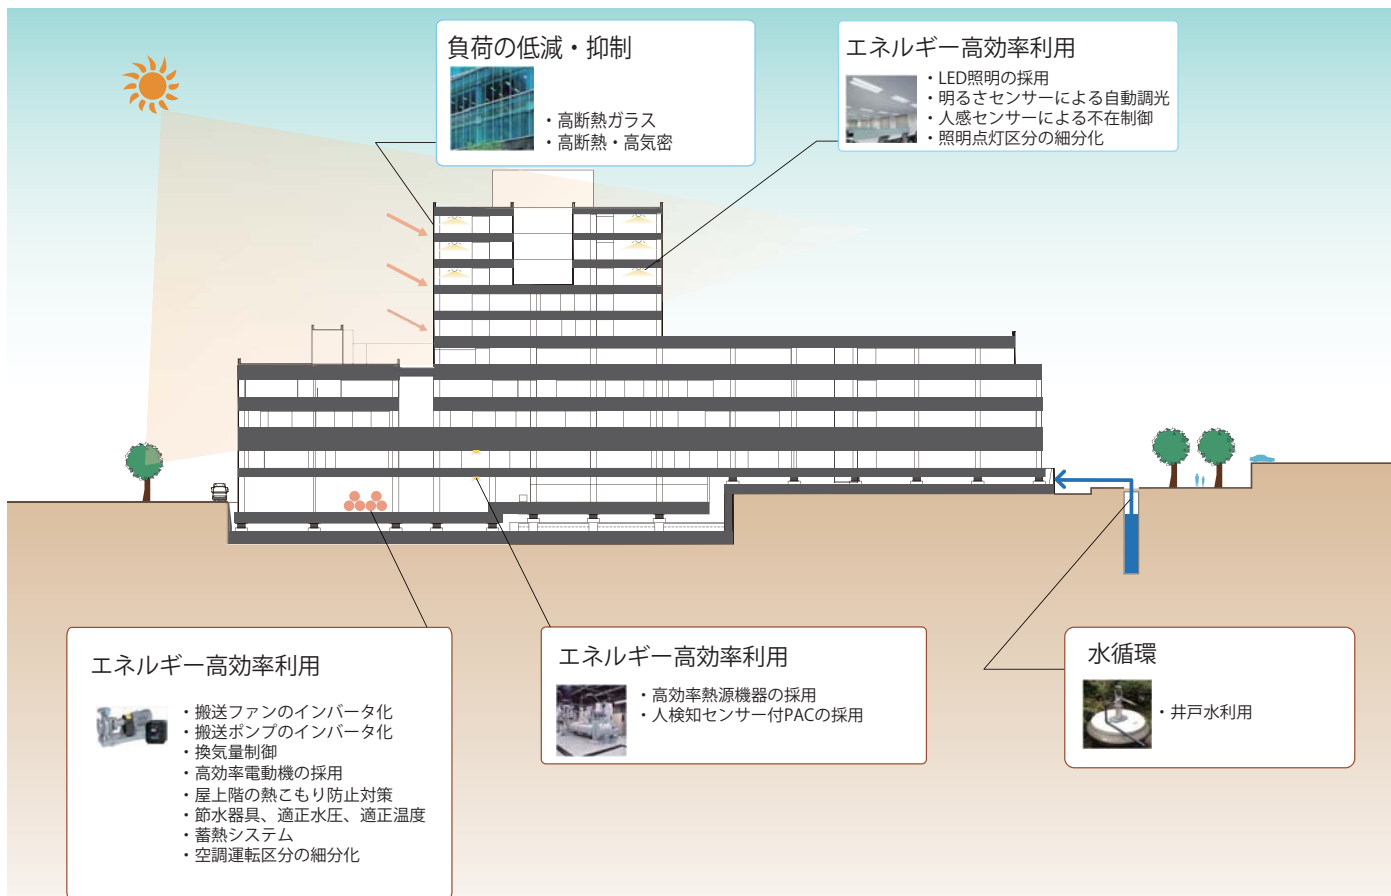 負荷の低減・抑制
・高断熱ガラス
・高断熱・高気密
エネルギー高効率利用
・LED照明の採用
・明るさセンサーによる自動調光
・人感センサーによる不在制御
・照明点灯区分の細分化
エネルギー高効率利用
・搬送ファンのインバータ化
・搬送ポンプのインバータ化
・換気量制御
・高効率電動機の採用
・屋上階の熱こもり防止対策
・節水器具、適正水圧、適正温度
・蓄熱システム
・空調運転区分の細分化
エネルギー高効率利用
・高効率熱源機器の採用
・人検知センサー付PACの採用
水循環
・井戸水利用